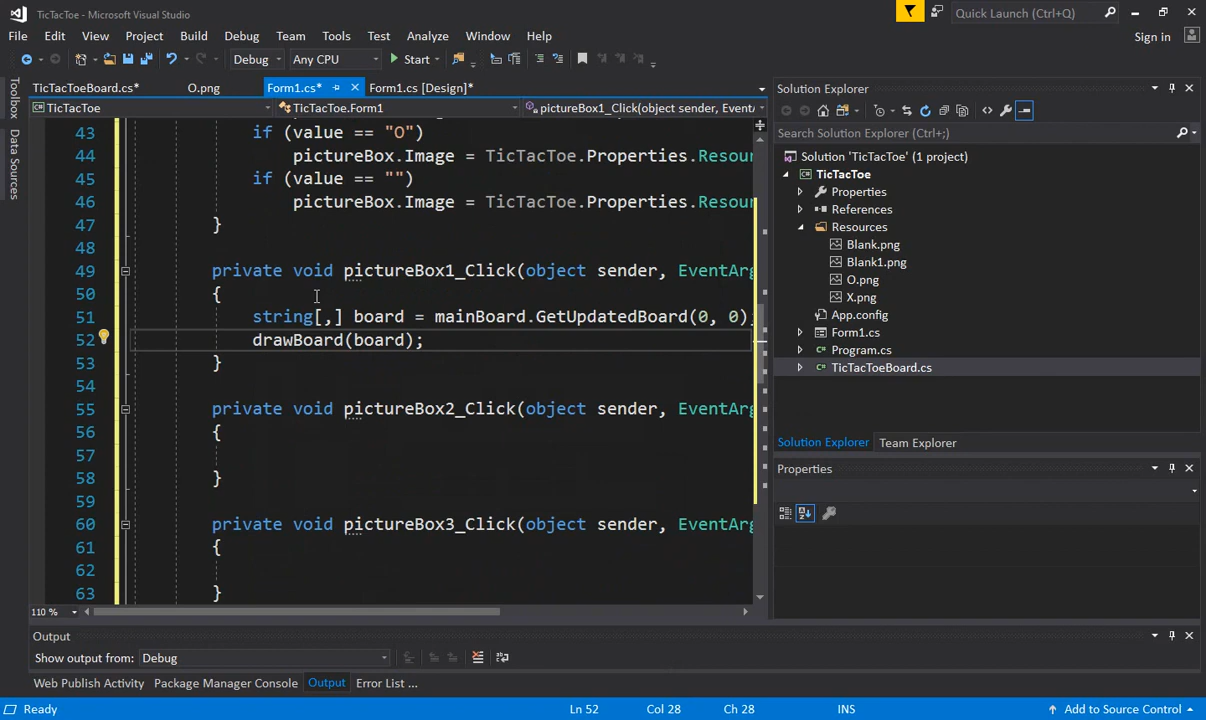 TicTacToe - Microsoft Visual Studio
Quick Launch (Ctrl+;)
File Edit View Project Build Debug Team Tools Test Analyze Window Help
Sign in
Debug Any CPU Start
Toolbox
Data Sources
TicTacToeBoard.cs* O.png Form1.cs* Form1.cs [Design]*
TicTacToe TicTacToe.Form1 pictureBox1_Click(object sender, EventA
43 if (value == "O")
44 pictureBox.Image = TicTacToe.Properties.Resour
45 if (value == "")
46 pictureBox.Image = TicTacToe.Properties.Resour
47 }
48
49 private void pictureBox1_Click(object sender, EventArg
50 {
51 string[,] board = mainBoard.GetUpdatedBoard(0, 0);
52 drawBoard(board);
53 }
54
55 private void pictureBox2_Click(object sender, EventArg
56 {
57
58 }
59
60 private void pictureBox3_Click(object sender, EventArg
61 {
62
63 }
110 %
Solution Explorer
Search Solution Explorer (Ctrl+;)
Solution 'TicTacToe' (1 project)
TicTacToe
Properties
References
Resources
Blank.png
Blank1.png
O.png
X.png
App.config
Form1.cs
C# Program.cs
C# TicTacToeBoard.cs
Solution Explorer Team Explorer
Properties
Output
Show output from: Debug
Web Publish Activity Package Manager Console Output Error List ...
Ready Ln 52 Col 28 Ch 28 INS Add to Source Control